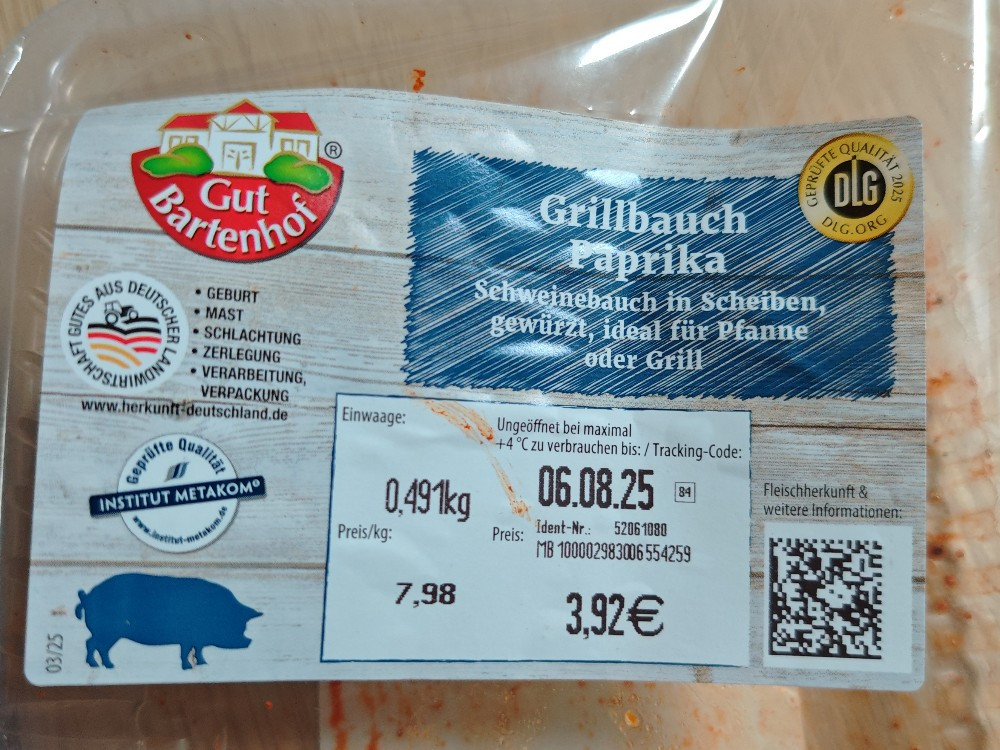 Gut
Bartenhof®
Grillbauch
Paprika
Schweinebauch in Scheiben,
gewürzt, ideal für Pfanne
oder Grill
GEPRÜFTE QUALITÄT 2025
DLG
DLG.ORG
GUTES AUS DEUTSCHER LANDWIRTSCHAFT
• GEBURT
• MAST
• SCHLACHTUNG
• ZERLEGUNG
• VERARBEITUNG,
VERPACKUNG
www.herkunft-deutschland.de
Geprüfte Qualität
INSTITUT METAKOM®
www.institut-metakom.de
03/25
Einwaage:
0,491kg
Preis/kg:
7,98
Ungeöffnet bei maximal
+4 °C zu verbrauchen bis: / Tracking-Code:
06.08.25 84
Ident-Nr.: 52061080
MB 100002983006554259
Preis:
3,92€
Fleischherkunft &
weitere Informationen: